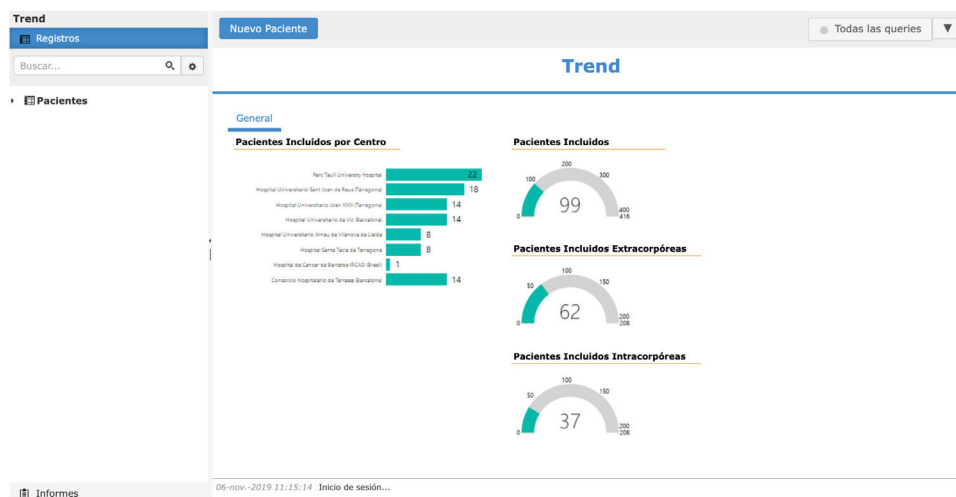 Trend
Registros
Buscar...
Pacientes
Informes
Nuevo Paciente
Todas las queries
Trend
General
Pacientes Incluidos por Centro
Parc Taulí University hospital 22
Hospital Universitario Sant Joan de Reus (Tarragona) 18
Hospital Universitario Joan XXIII (Tarragona) 14
Hospital Universitario de Vic (Barcelona) 14
Hospital Universitario Arnau de Vilanova de Lleida 8
Hospital Santa Tecla de Tarragona 8
Hospital de Cancer de Barretos-IRCAD (Brasil) 1
Consorcio hospitalario de Terrassa (Barcelona) 14
Pacientes Incluidos
0 100 200 300 400 416
99
Pacientes Incluidos Extracorpóreas
0 50 100 150 200 208
62
Pacientes Incluidos Intracorpóreas
0 50 100 150 200 208
37
06-nov.-2019 11:15:14 Inicio de sesión...